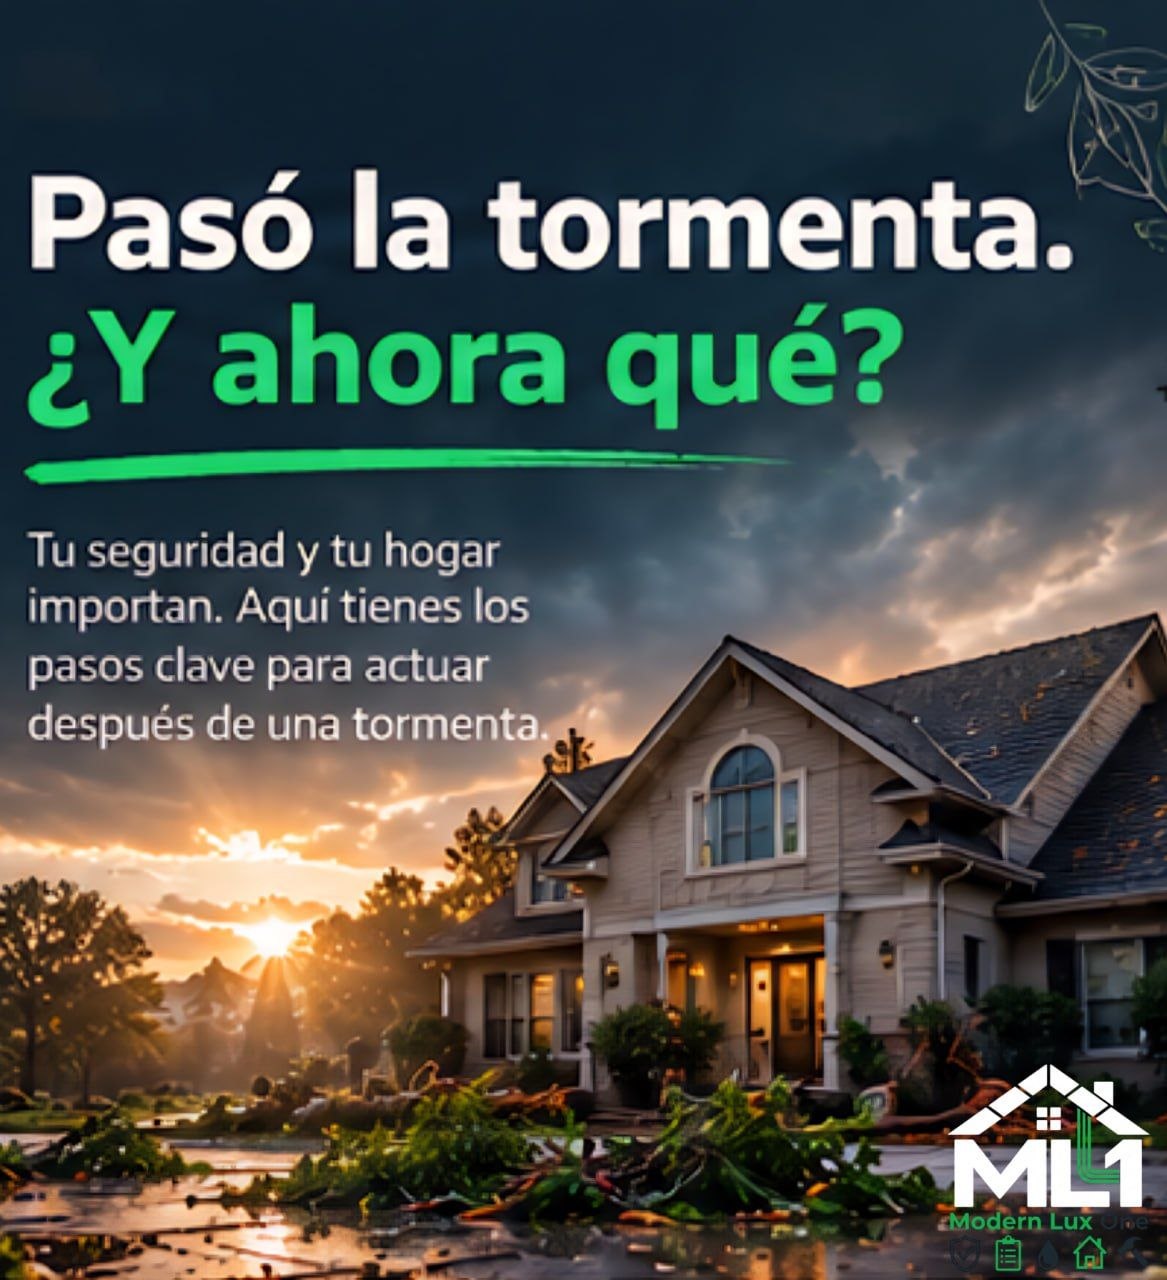 Pasó la tormenta.
¿Y ahora qué?
Tu seguridad y tu hogar
importan. Aquí tienes los
pasos clave para actuar
después de una tormenta.
ML1
Modern Lux One